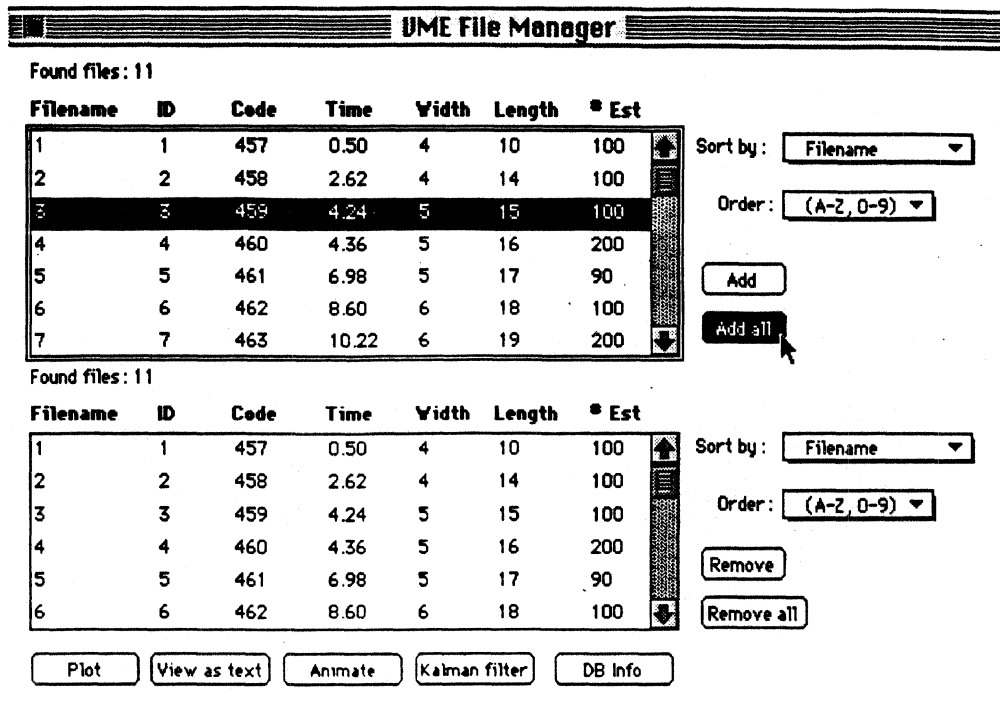 VME File Manager
Found files: 11
Filename ID Code Time Width Length # Est
1 1 457 0.50 4 10 100
2 2 458 2.62 4 14 100
3 3 459 4.24 5 15 100
4 4 460 4.36 5 16 200
5 5 461 6.98 5 17 90
6 6 462 8.60 6 18 100
7 7 463 10.22 6 19 200
Sort by: Filename
Order: (A-Z, 0-9)
Add
Add all
Found files: 11
Filename ID Code Time Width Length # Est
1 1 457 0.50 4 10 100
2 2 458 2.62 4 14 100
3 3 459 4.24 5 15 100
4 4 460 4.36 5 16 200
5 5 461 6.98 5 17 90
6 6 462 8.60 6 18 100
Sort by: Filename
Order: (A-Z, 0-9)
Remove
Remove all
Plot View as text Animate Kalman filter DB Info